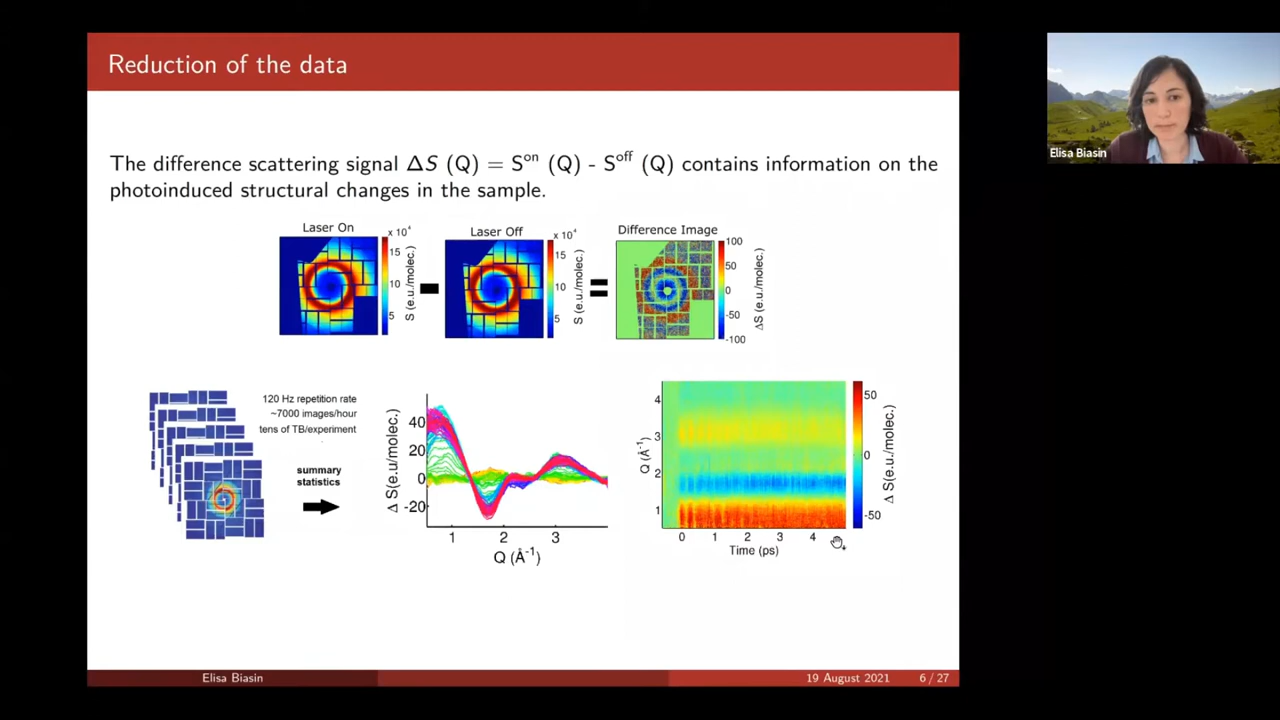 Reduction of the data
Elisa Biasin
The difference scattering signal ΔS (Q) = S^on (Q) - S^off (Q) contains information on the
photoinduced structural changes in the sample.
Laser On
x 10⁴
15
10
5
S (e.u./molec.)
Laser Off
x 10⁴
15
10
5
S (e.u./molec.)
Difference Image
100
50
0
-50
-100
ΔS (e.u./molec.)
120 Hz repetition rate
~7000 images/hour
tens of TB/experiment
summary
statistics
Δ S(e.u/molec.)
40
20
0
-20
1 2 3
Q (Å⁻¹)
Q (Å⁻¹)
4
3
2
1
0 1 2 3 4
Time (ps)
50
0
-50
Δ S(e.u./molec.)
Elisa Biasin
19 August 2021
6 / 27